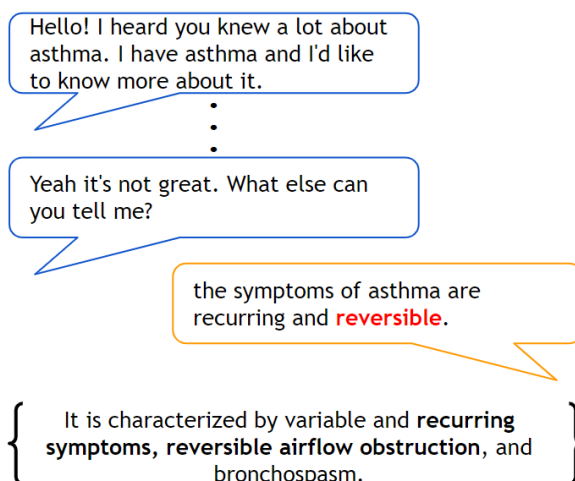 Hello! I heard you knew a lot about
asthma. I have asthma and I'd like
to know more about it.
Yeah it's not great. What else can
you tell me?
the symptoms of asthma are
recurring and reversible.
It is characterized by variable and recurring
symptoms, reversible airflow obstruction, and
bronchospasm.